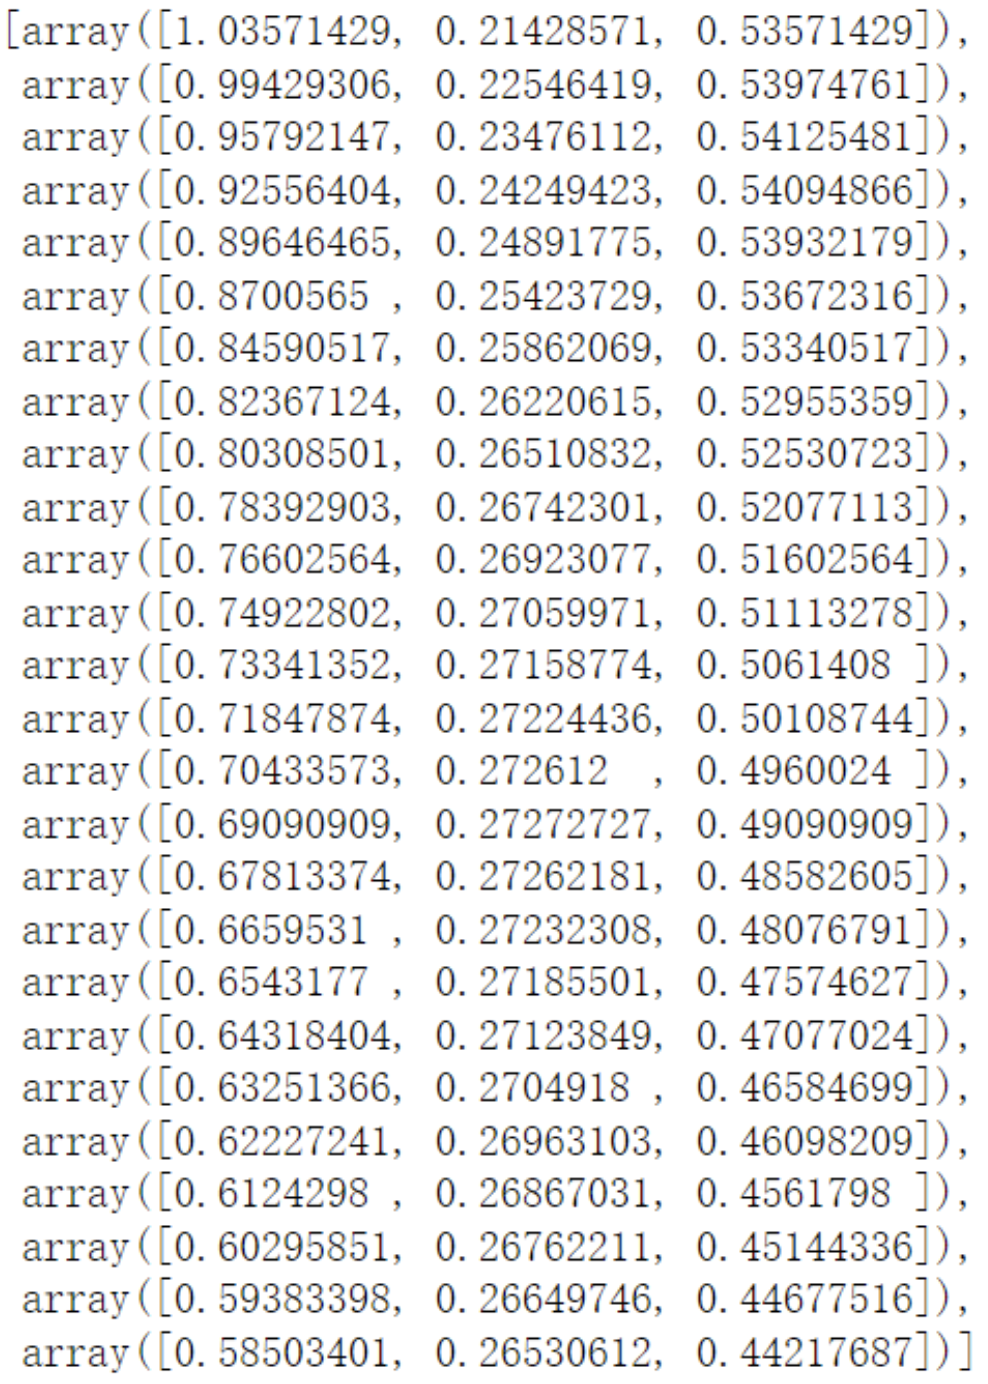 [array([1.03571429, 0.21428571, 0.53571429]),
array([0.99429306, 0.22546419, 0.53974761]),
array([0.95792147, 0.23476112, 0.54125481]),
array([0.92556404, 0.24249423, 0.54094866]),
array([0.89646465, 0.24891775, 0.53932179]),
array([0.8700565 , 0.25423729, 0.53672316]),
array([0.84590517, 0.25862069, 0.53340517]),
array([0.82367124, 0.26220615, 0.52955359]),
array([0.80308501, 0.26510832, 0.52530723]),
array([0.78392903, 0.26742301, 0.52077113]),
array([0.76602564, 0.26923077, 0.51602564]),
array([0.74922802, 0.27059971, 0.51113278]),
array([0.73341352, 0.27158774, 0.5061408 ]),
array([0.71847874, 0.27224436, 0.50108744]),
array([0.70433573, 0.272612  , 0.4960024 ]),
array([0.69090909, 0.27272727, 0.49090909]),
array([0.67813374, 0.27262181, 0.48582605]),
array([0.6659531 , 0.27232308, 0.48076791]),
array([0.6543177 , 0.27185501, 0.47574627]),
array([0.64318404, 0.27123849, 0.47077024]),
array([0.63251366, 0.2704918 , 0.46584699]),
array([0.62227241, 0.26963103, 0.46098209]),
array([0.6124298 , 0.26867031, 0.4561798 ]),
array([0.60295851, 0.26762211, 0.45144336]),
array([0.59383398, 0.26649746, 0.44677516]),
array([0.58503401, 0.26530612, 0.44217687])]